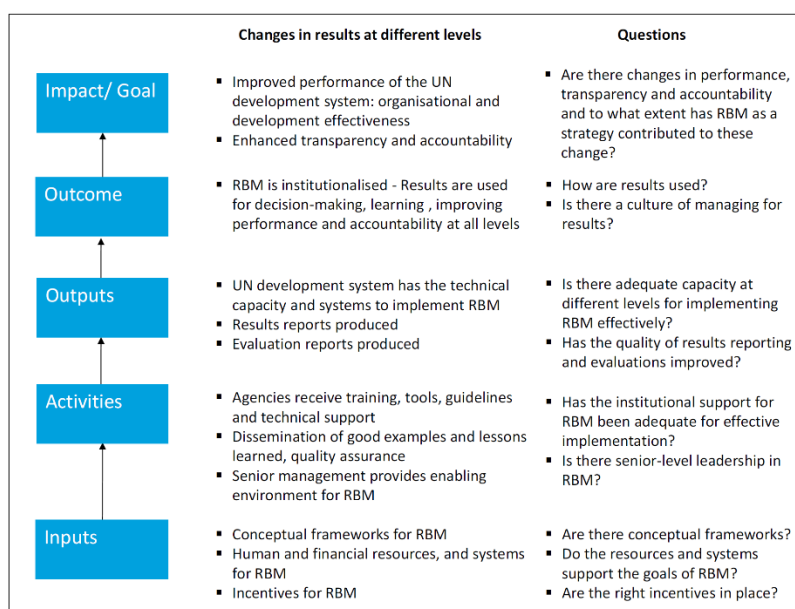 Changes in results at different levels
Questions
Impact/ Goal
▪ Improved performance of the UN
development system: organisational and
development effectiveness
▪ Enhanced transparency and accountability
▪ Are there changes in performance,
transparency and accountability
and to what extent has RBM as a
strategy contributed to these
change?
Outcome
▪ RBM is institutionalised - Results are used
for decision-making, learning , improving
performance and accountability at all levels
▪ How are results used?
▪ Is there a culture of managing for
results?
Outputs
▪ UN development system has the technical
capacity and systems to implement RBM
▪ Results reports produced
▪ Evaluation reports produced
▪ Is there adequate capacity at
different levels for implementing
RBM effectively?
▪ Has the quality of results reporting
and evaluations improved?
Activities
▪ Agencies receive training, tools, guidelines
and technical support
▪ Dissemination of good examples and lessons
learned, quality assurance
▪ Senior management provides enabling
environment for RBM
▪ Has the institutional support for
RBM been adequate for effective
implementation?
▪ Is there senior-level leadership in
RBM?
Inputs
▪ Conceptual frameworks for RBM
▪ Human and financial resources, and systems
for RBM
▪ Incentives for RBM
▪ Are there conceptual frameworks?
▪ Do the resources and systems
support the goals of RBM?
▪ Are the right incentives in place?